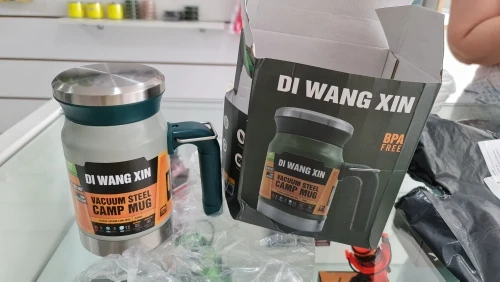 DI WANG XIN
VACUUM STEEL
CAMP MUG
DI WANG XIN
BPA
FREE
DI WANG XIN
VACUUM STEEL
CAMP MUG